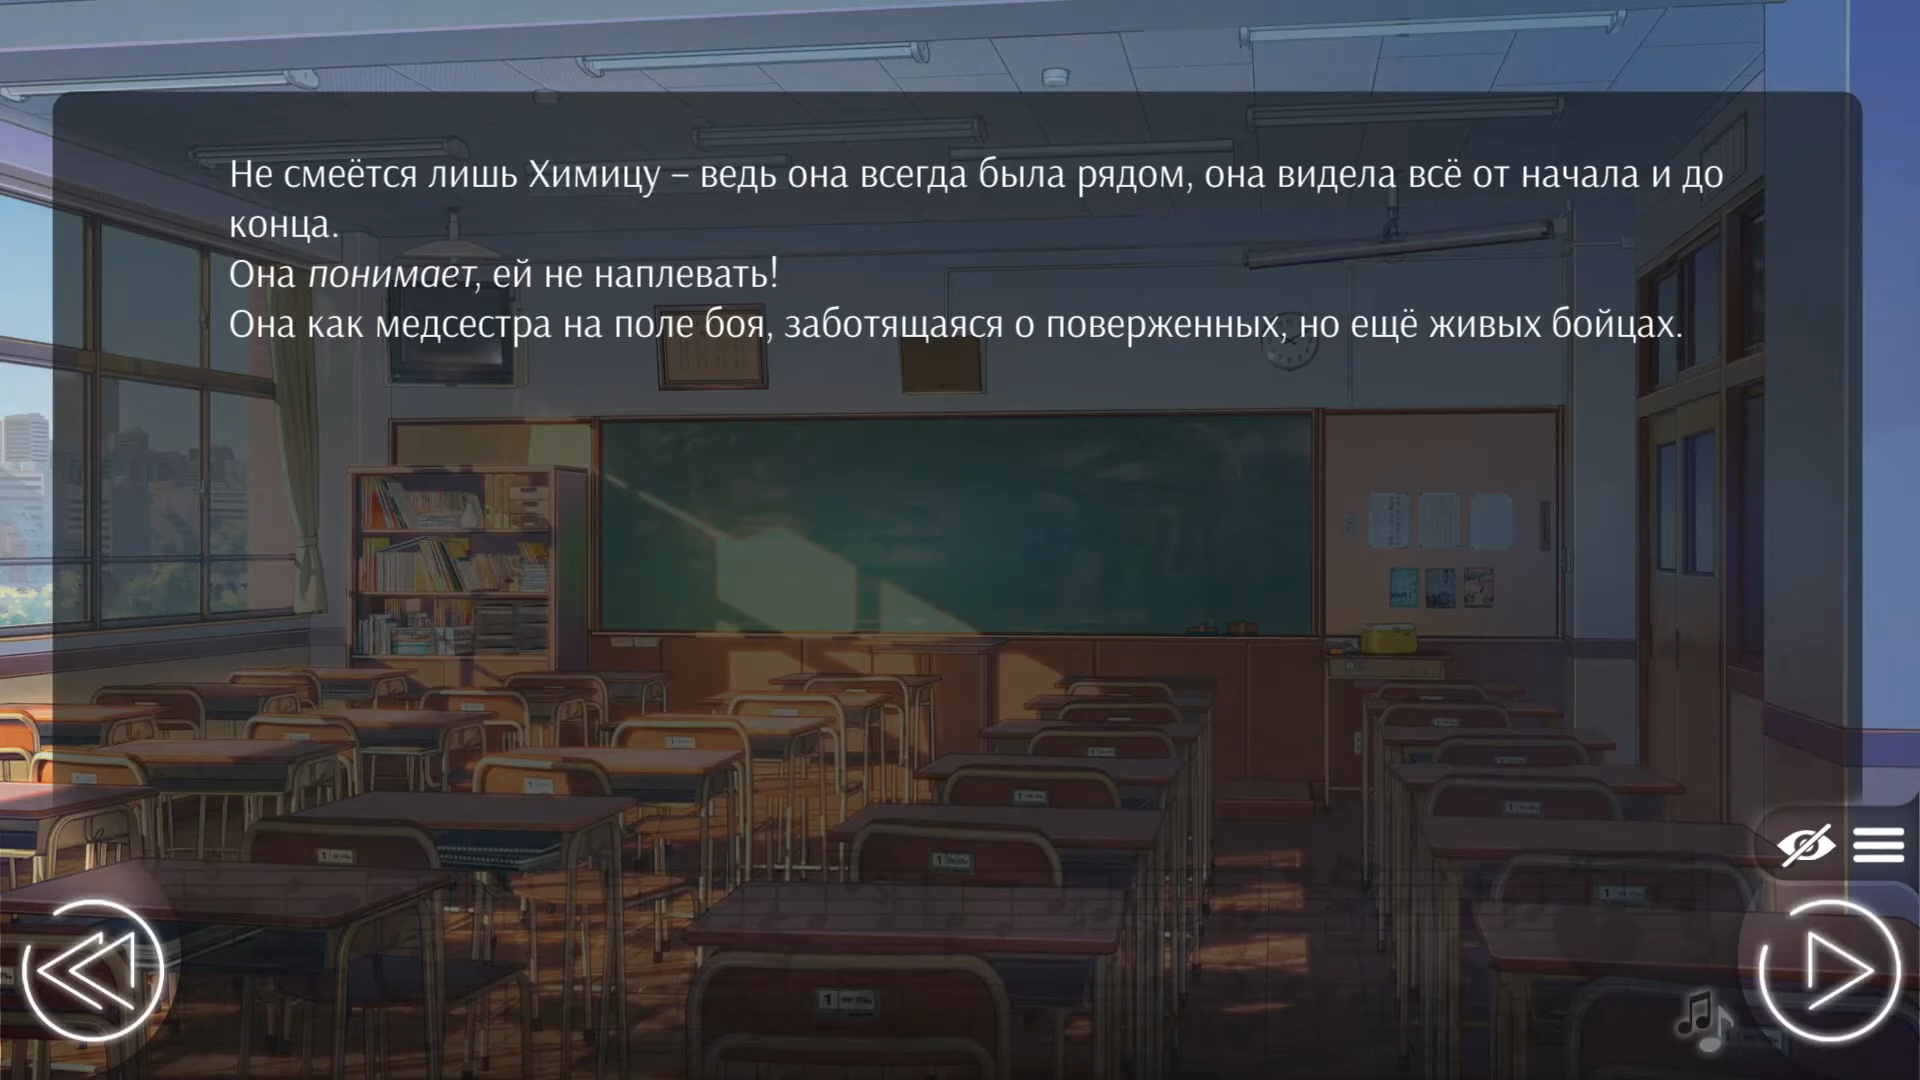 Не смеётся лишь Химицу – ведь она всегда была рядом, она видела всё от начала и до
конца.
Она понимает, ей не наплевать!
Она как медсестра на поле боя, заботящаяся о поверженных, но ещё живых бойцах.